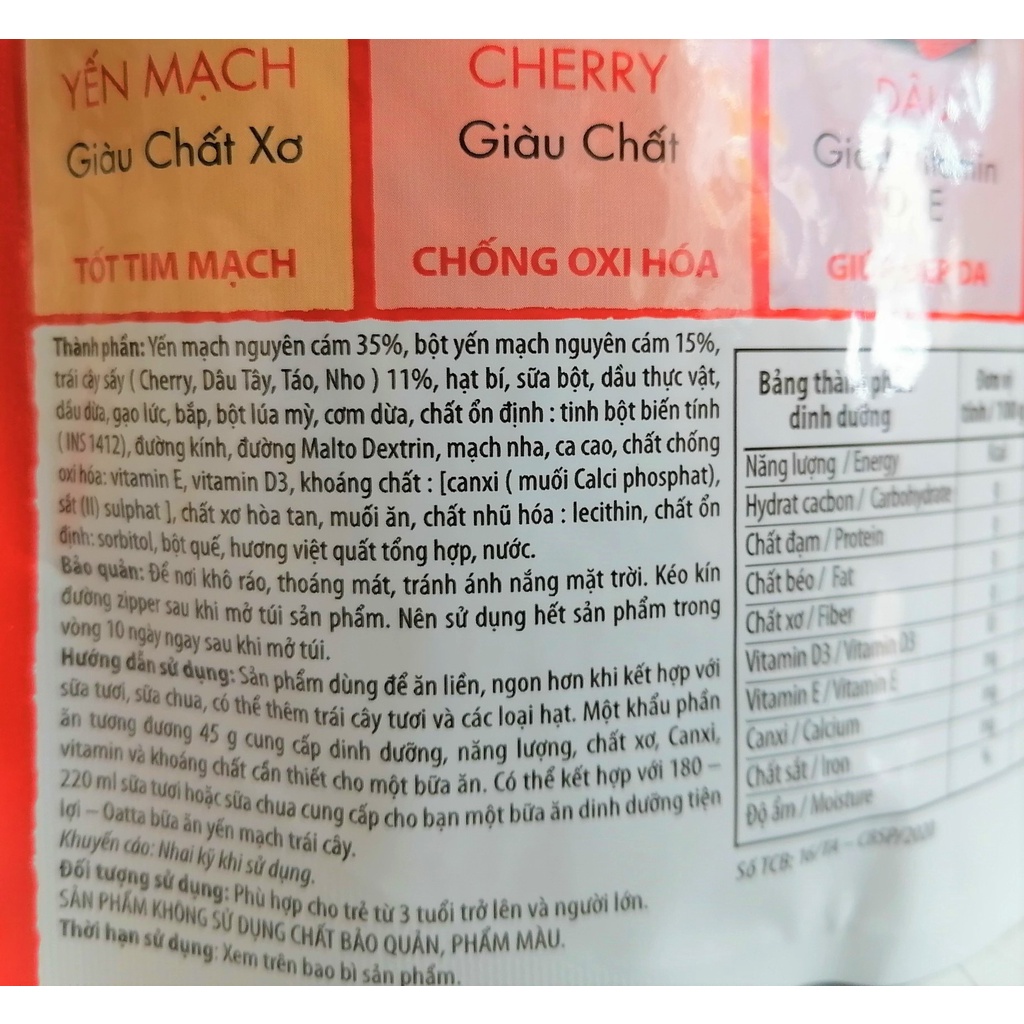 YẾN MẠCH
Giàu Chất Xơ
TỐT TIM MẠCH
CHERRY
Giàu Chất
CHỐNG OXI HÓA
DÂU
E
DA
Thành phần: Yến mạch nguyên cám 35%, bột yến mạch nguyên cám 15%,
trái cây sấy ( Cherry, Dâu Tây, Táo, Nho ) 11%, hạt bí, sữa bột, dầu thực vật,
dầu dừa, gạo lức, bắp, bột lúa mỳ, cơm dừa, chất ổn định : tinh bột biến tính
( INS 1412), đường kính, đường Malto Dextrin, mạch nha, ca cao, chất chống
oxi hóa: vitamin E, vitamin D3, khoáng chất : [canxi ( muối Calci phosphat),
sắt (II) sulphat ], chất xơ hòa tan, muối ăn, chất nhũ hóa : lecithin, chất ổn
định: sorbitol, bột quế, hương việt quất tổng hợp, nước.
Bảo quản: Để nơi khô ráo, thoáng mát, tránh ánh nắng mặt trời. Kéo kín
đường zipper sau khi mở túi sản phẩm. Nên sử dụng hết sản phẩm trong
vòng 10 ngày ngay sau khi mở túi.
Hướng dẫn sử dụng: Sản phẩm dùng để ăn liền, ngon hơn khi kết hợp với
sữa tươi, sữa chua, có thể thêm trái cây tươi và các loại hạt. Một khẩu phần
ăn tương đương 45 g cung cấp dinh dưỡng, năng lượng, chất xơ, Canxi,
vitamin và khoáng chất cần thiết cho một bữa ăn. Có thể kết hợp với 180 –
220 ml sữa tươi hoặc sữa chua cung cấp cho bạn một bữa ăn dinh dưỡng tiện
lợi – Oatta bữa ăn yến mạch trái cây.
Khuyến cáo: Nhai kỹ khi sử dụng.
Đối tượng sử dụng: Phù hợp cho trẻ từ 3 tuổi trở lên và người lớn.
SẢN PHẨM KHÔNG SỬ DỤNG CHẤT BẢO QUẢN, PHẨM MÀU.
Thời hạn sử dụng: Xem trên bao bì sản phẩm.
Bảng thành phần
dinh dưỡng
Đơn vị
tính / 100 g
Năng lượng / Energy
Hydrat cacbon / Carbohydrate
Chất đạm / Protein
Chất béo / Fat
Chất xơ / Fiber
Vitamin D3 / Vitamin D3
Vitamin E / Vitamin E
Canxi / Calcium
Chất sắt / Iron
Độ ẩm / Moisture
Số TCB: